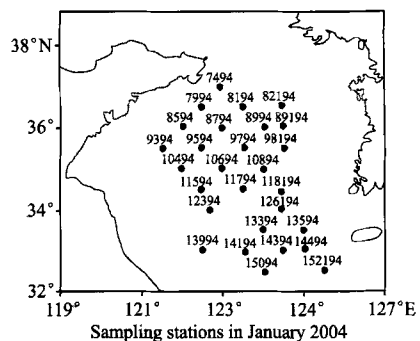 38°N
7494
7994 8194 82194
8594 8794 8994 89194
36°
9394 9594 9794 98194
10494 10694 10894
11594 11794 118194
34°
12394 126194
13394 13594
13994 14194 14394 14494
15094 152194
32°
119° 121° 123° 124° 127°E
Sampling stations in January 2004